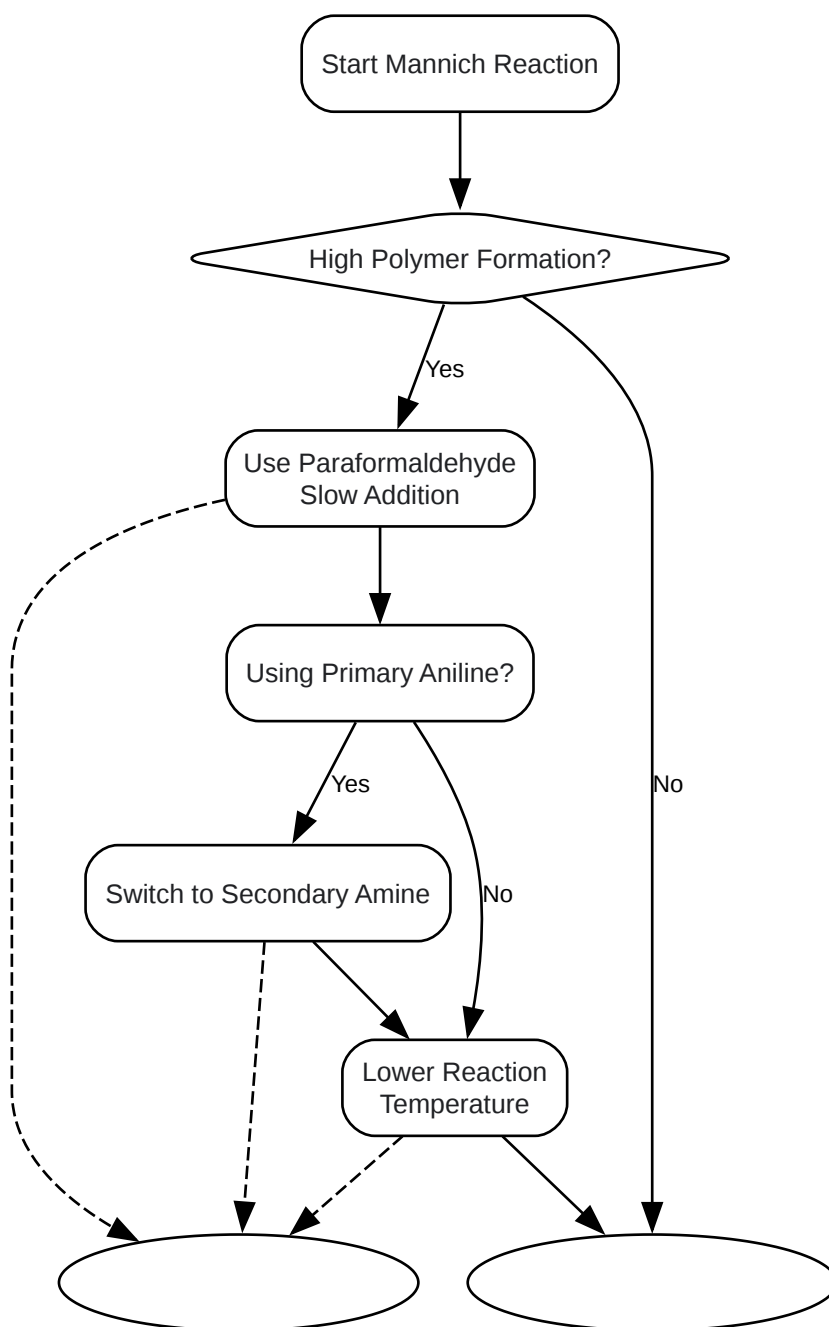 Start Mannich Reaction
High Polymer Formation?
Yes
Use Paraformaldehyde
Slow Addition
Using Primary Aniline?
Yes
No
Switch to Secondary Amine
No
Lower Reaction
Temperature